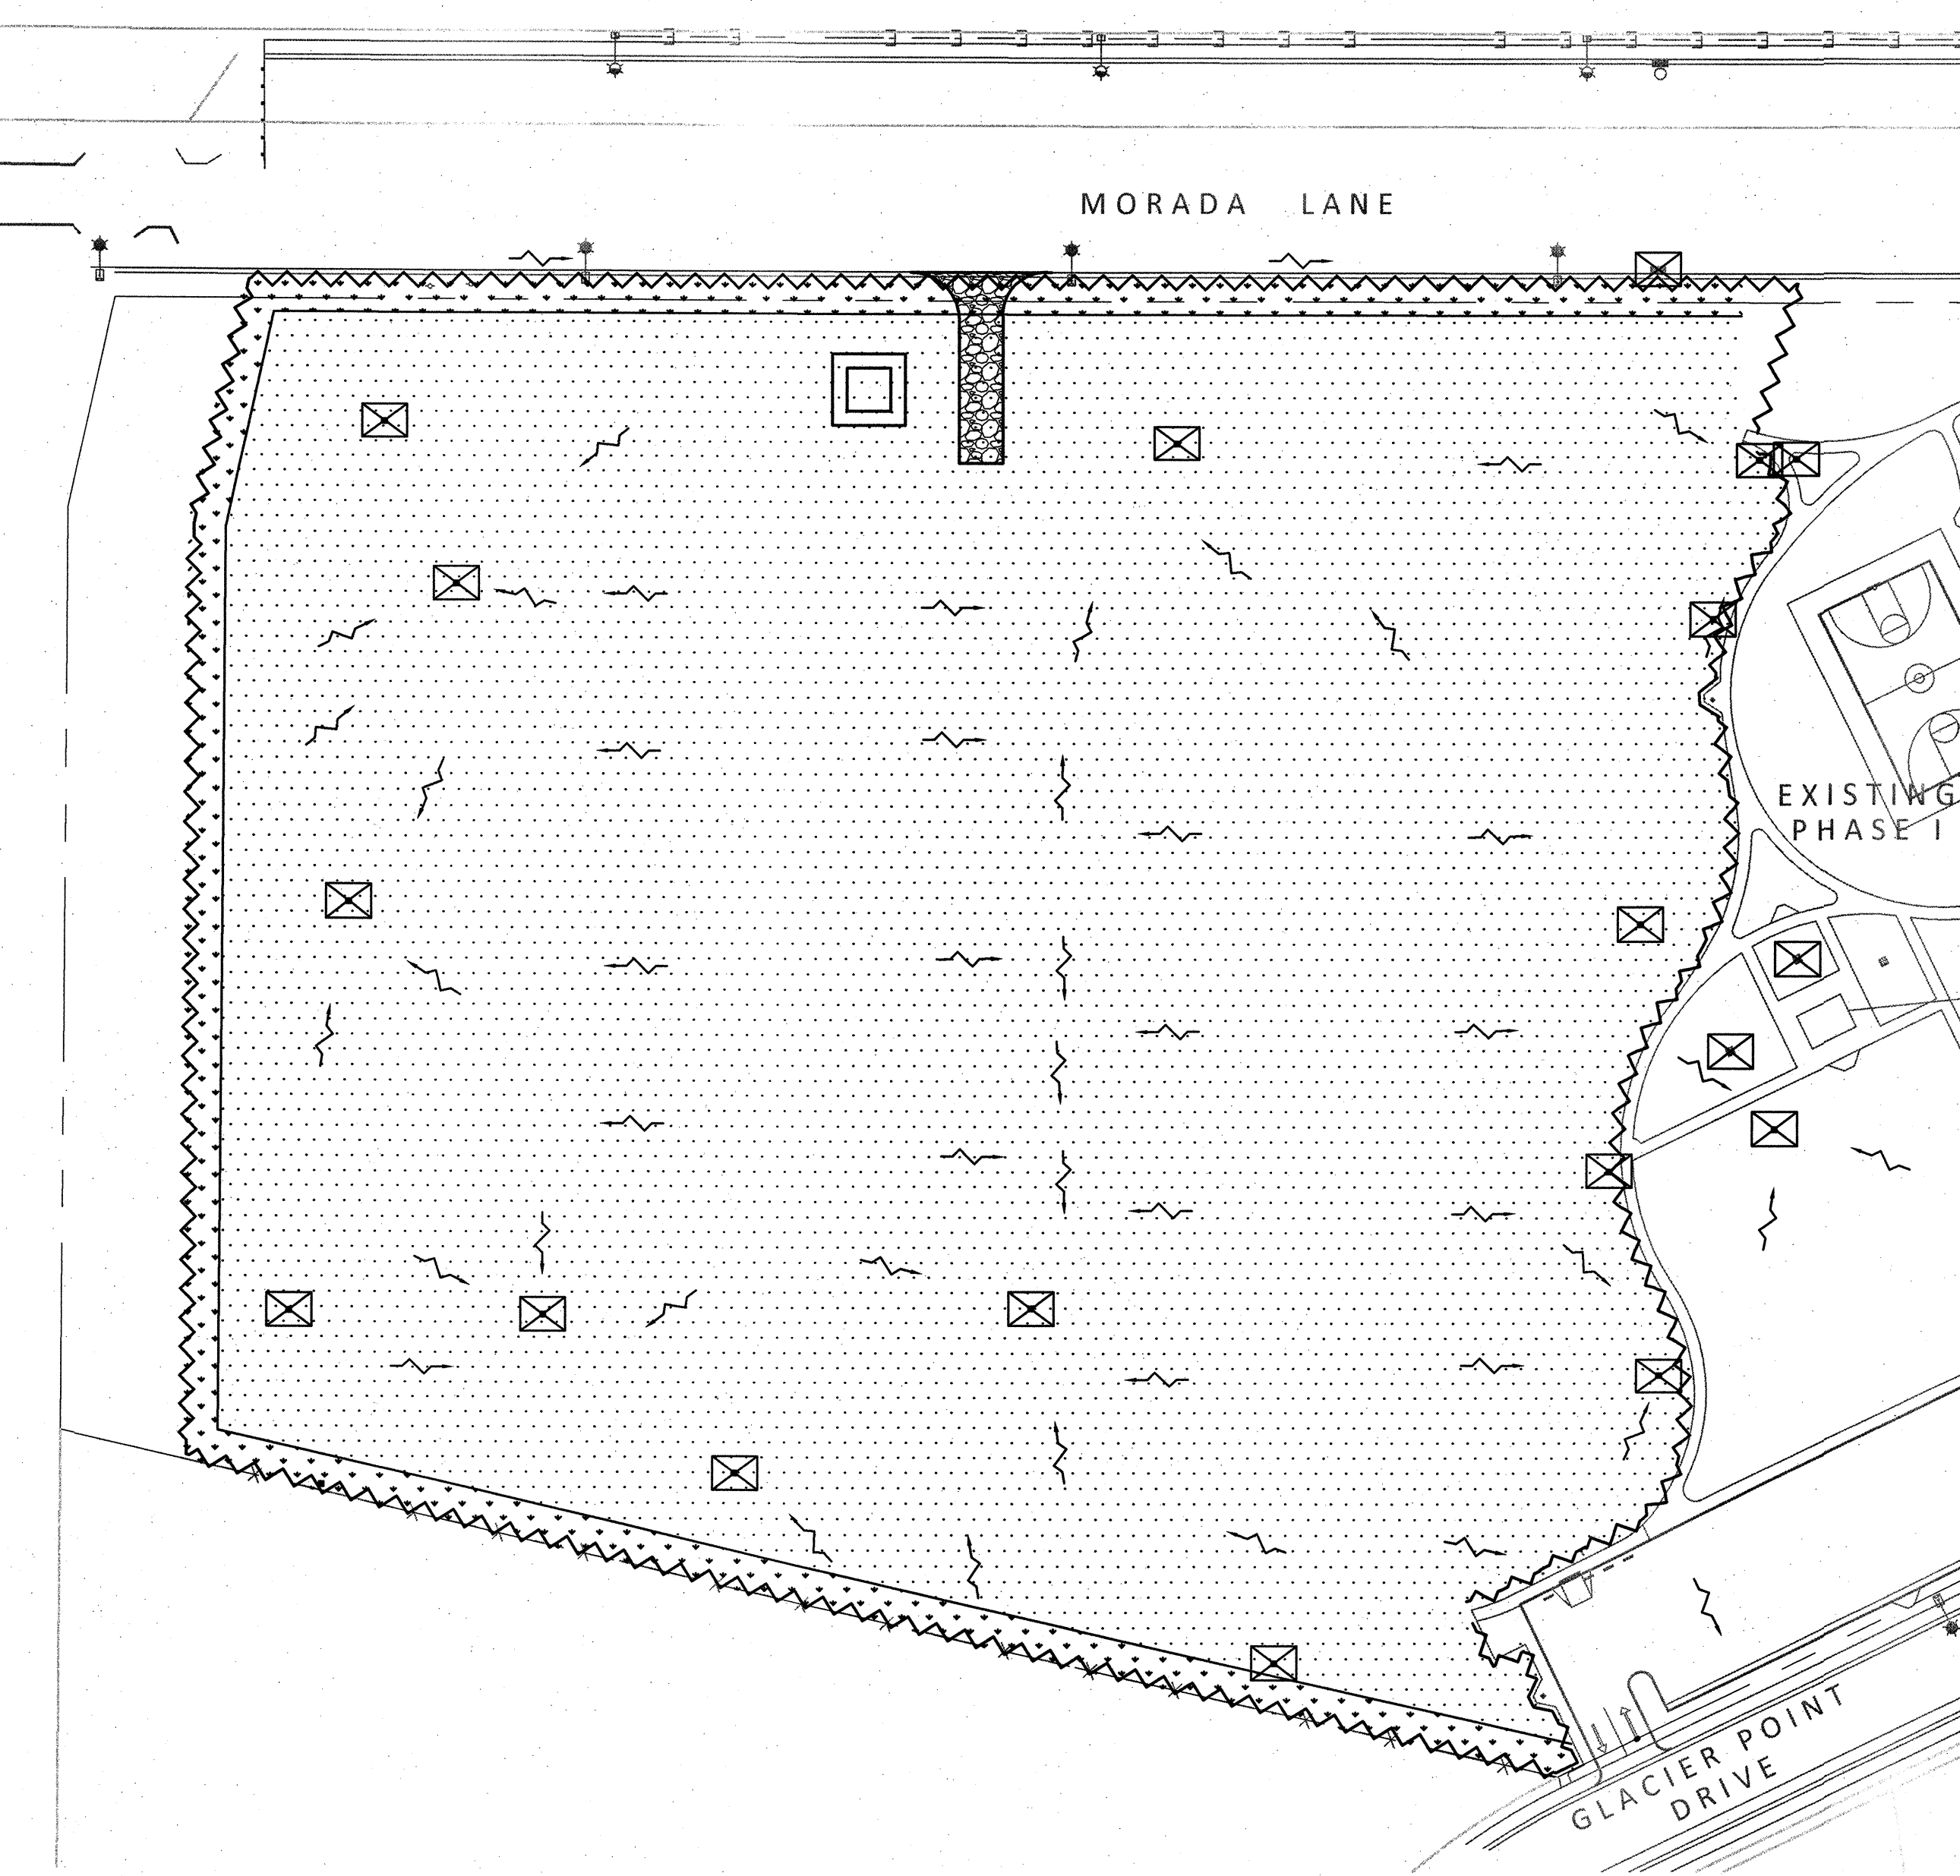 MORADA LANE
EXISTING
PHASE I
GLACIER POINT
DRIVE